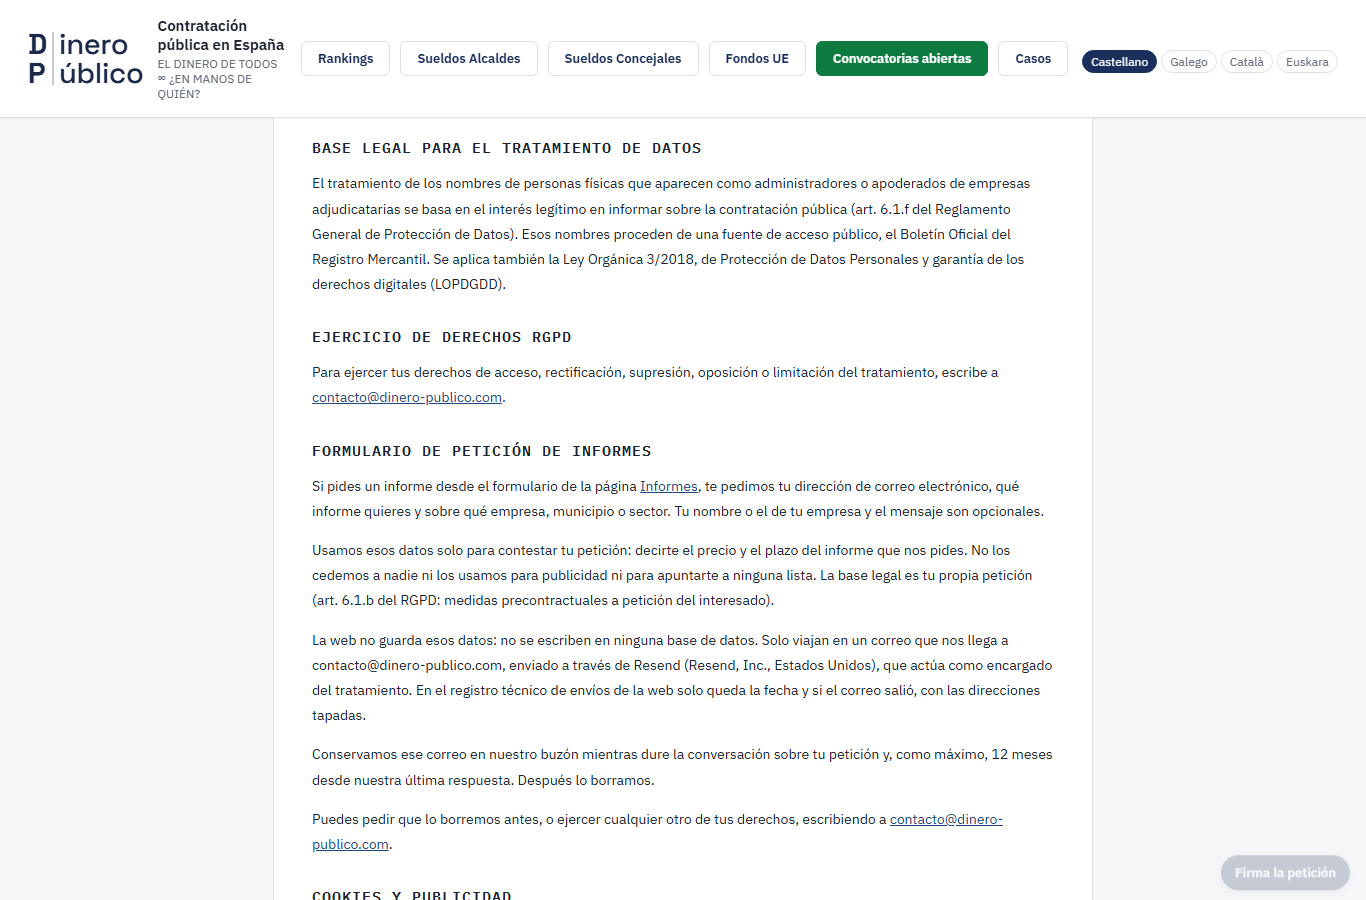 Dinero
Público
Contratación
pública en España
EL DINERO DE TODOS
∞ ¿EN MANOS DE
QUIÉN?
Rankings
Sueldos Alcaldes
Sueldos Concejales
Fondos UE
Convocatorias abiertas
Casos
Castellano
Galego
Català
Euskara
BASE LEGAL PARA EL TRATAMIENTO DE DATOS
El tratamiento de los nombres de personas físicas que aparecen como administradores o apoderados de empresas
adjudicatarias se basa en el interés legítimo en informar sobre la contratación pública (art. 6.1.f del Reglamento
General de Protección de Datos). Esos nombres proceden de una fuente de acceso público, el Boletín Oficial del
Registro Mercantil. Se aplica también la Ley Orgánica 3/2018, de Protección de Datos Personales y garantía de los
derechos digitales (LOPDGDD).
EJERCICIO DE DERECHOS RGPD
Para ejercer tus derechos de acceso, rectificación, supresión, oposición o limitación del tratamiento, escribe a
contacto@dinero-publico.com.
FORMULARIO DE PETICIÓN DE INFORMES
Si pides un informe desde el formulario de la página Informes, te pedimos tu dirección de correo electrónico, qué
informe quieres y sobre qué empresa, municipio o sector. Tu nombre o el de tu empresa y el mensaje son opcionales.
Usamos esos datos solo para contestar tu petición: decirte el precio y el plazo del informe que nos pides. No los
cedemos a nadie ni los usamos para publicidad ni para apuntarte a ninguna lista. La base legal es tu propia petición
(art. 6.1.b del RGPD: medidas precontractuales a petición del interesado).
La web no guarda esos datos: no se escriben en ninguna base de datos. Solo viajan en un correo que nos llega a
contacto@dinero-publico.com, enviado a través de Resend (Resend, Inc., Estados Unidos), que actúa como encargado
del tratamiento. En el registro técnico de envíos de la web solo queda la fecha y si el correo salió, con las direcciones
tapadas.
Conservamos ese correo en nuestro buzón mientras dure la conversación sobre tu petición y, como máximo, 12 meses
desde nuestra última respuesta. Después lo borramos.
Puedes pedir que lo borremos antes, o ejercer cualquier otro de tus derechos, escribiendo a contacto@dinero-
publico.com.
Firma la petición
COOKIES Y PUBLICIDAD